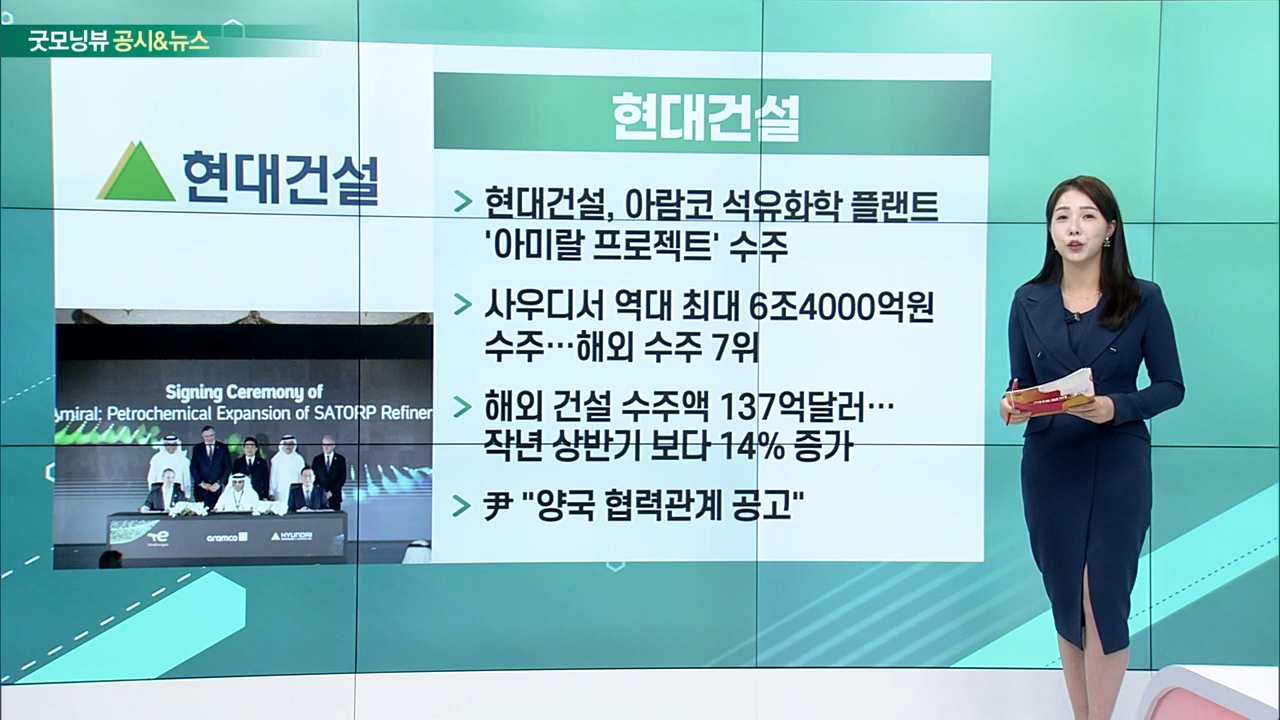 굿모닝뷰 공시&뉴스
현대건설
현대건설
현대건설, 아람코 석유화학 플랜트
'아미랄 프로젝트' 수주
사우디서 역대 최대 6조4000억원
수주…해외 수주 7위
해외 건설 수주액 137억달러…
작년 상반기 보다 14% 증가
尹 "양국 협력관계 공고"
Signing Ceremony of
Amiral: Petrochemical Expansion of SATORP Refiner
aramco
HYUNDAI